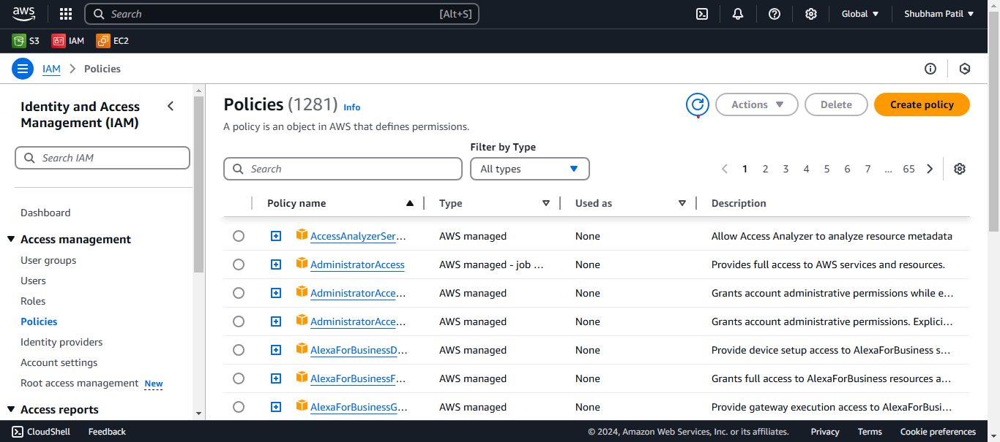 aws
Search [Alt+S]
Global ▼ Shubham Patil ▼
S3 IAM EC2
IAM > Policies
Identity and Access
Management (IAM)
Search IAM
Dashboard
Access management
User groups
Users
Roles
Policies
Identity providers
Account settings
Root access management New
Access reports
Policies (1281) Info
A policy is an object in AWS that defines permissions.
Actions ▼ Delete Create policy
Filter by Type
Search All types
1 2 3 4 5 6 7 ... 65
Policy name Type Used as Description
AccessAnalyzerSer... AWS managed None Allow Access Analyzer to analyze resource metadata
AdministratorAccess AWS managed - job ... None Provides full access to AWS services and resources.
AdministratorAcce... AWS managed None Grants account administrative permissions while e...
AdministratorAcce... AWS managed None Grants account administrative permissions. Explici...
AlexaForBusinessD... AWS managed None Provide device setup access to AlexaForBusiness s...
AlexaForBusinessF... AWS managed None Grants full access to AlexaForBusiness resources a...
AlexaForBusinessG... AWS managed None Provide gateway execution access to AlexaForBusi...
CloudShell Feedback © 2024, Amazon Web Services, Inc. or its affiliates. Privacy Terms Cookie preferences